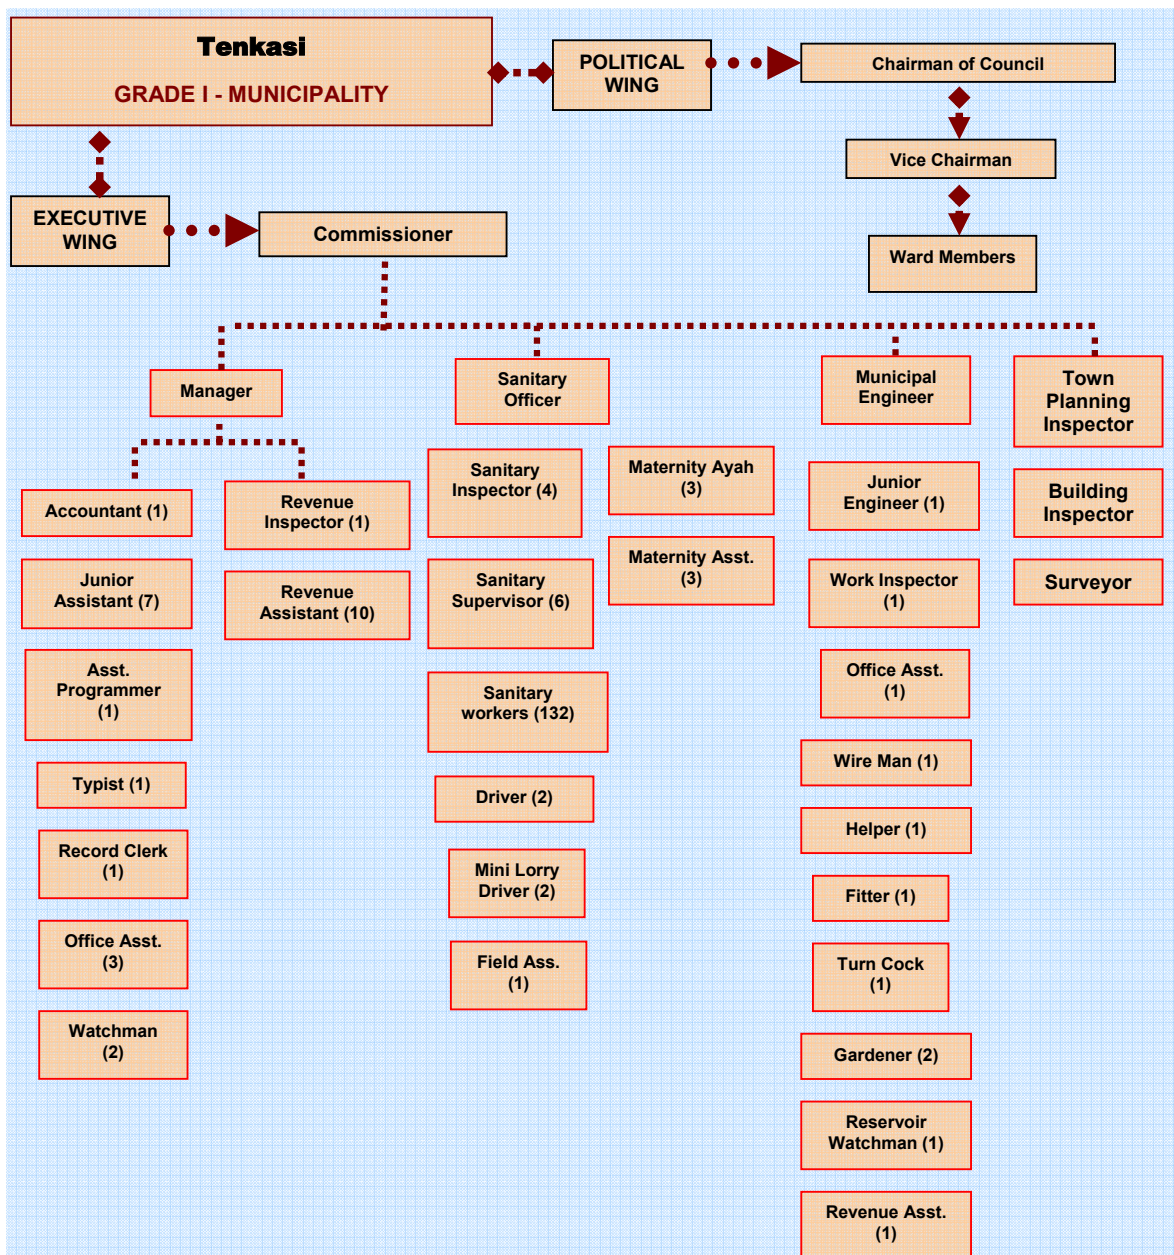 Tenkasi
GRADE I - MUNICIPALITY
POLITICAL
WING
Chairman of Council
Vice Chairman
Ward Members
EXECUTIVE
WING
Commissioner
Manager
Accountant (1)
Junior
Assistant (7)
Asst.
Programmer
(1)
Typist (1)
Record Clerk
(1)
Office Asst.
(3)
Watchman
(2)
Revenue
Inspector (1)
Revenue
Assistant (10)
Sanitary
Officer
Sanitary
Inspector (4)
Sanitary
Supervisor (6)
Sanitary
workers (132)
Driver (2)
Mini Lorry
Driver (2)
Field Ass.
(1)
Maternity Ayah
(3)
Maternity Asst.
(3)
Municipal
Engineer
Junior
Engineer (1)
Work Inspector
(1)
Office Asst.
(1)
Wire Man (1)
Helper (1)
Fitter (1)
Turn Cock
(1)
Gardener (2)
Reservoir
Watchman (1)
Revenue Asst.
(1)
Town
Planning
Inspector
Building
Inspector
Surveyor